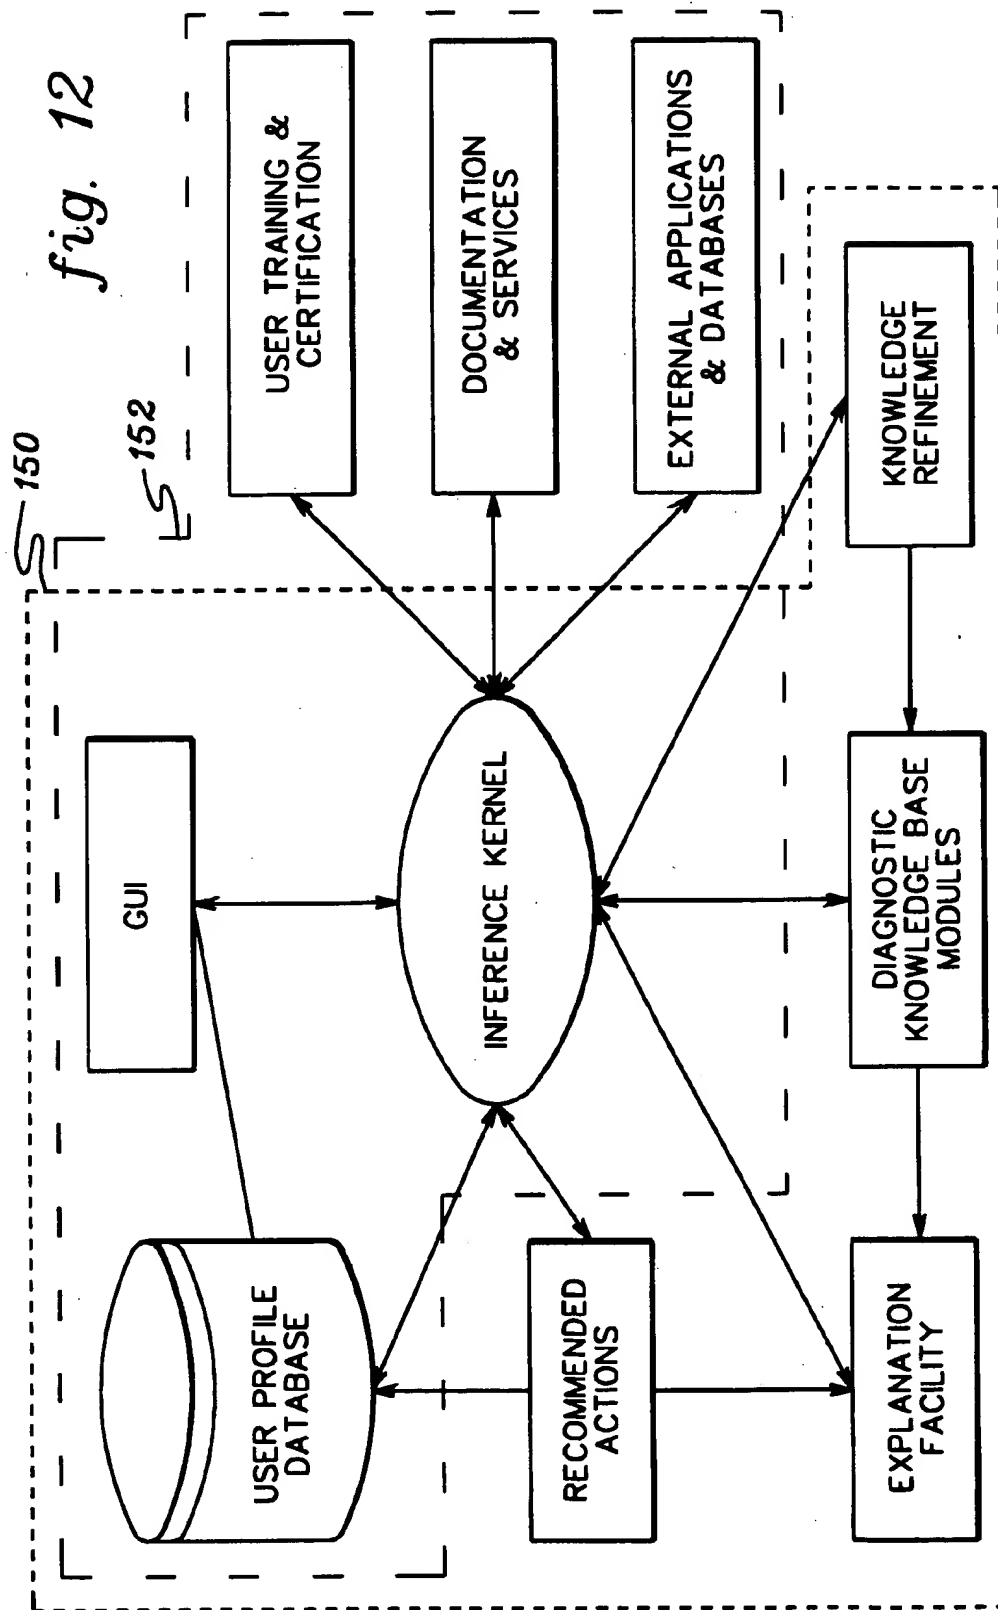 fig. 12
150
152
USER PROFILE
DATABASE
GUI
USER TRAINING &
CERTIFICATION
RECOMMENDED
ACTIONS
INFERENCE KERNEL
DOCUMENTATION
& SERVICES
EXTERNAL APPLICATIONS
& DATABASES
EXPLANATION
FACILITY
DIAGNOSTIC
KNOWLEDGE BASE
MODULES
KNOWLEDGE
REFINEMENT